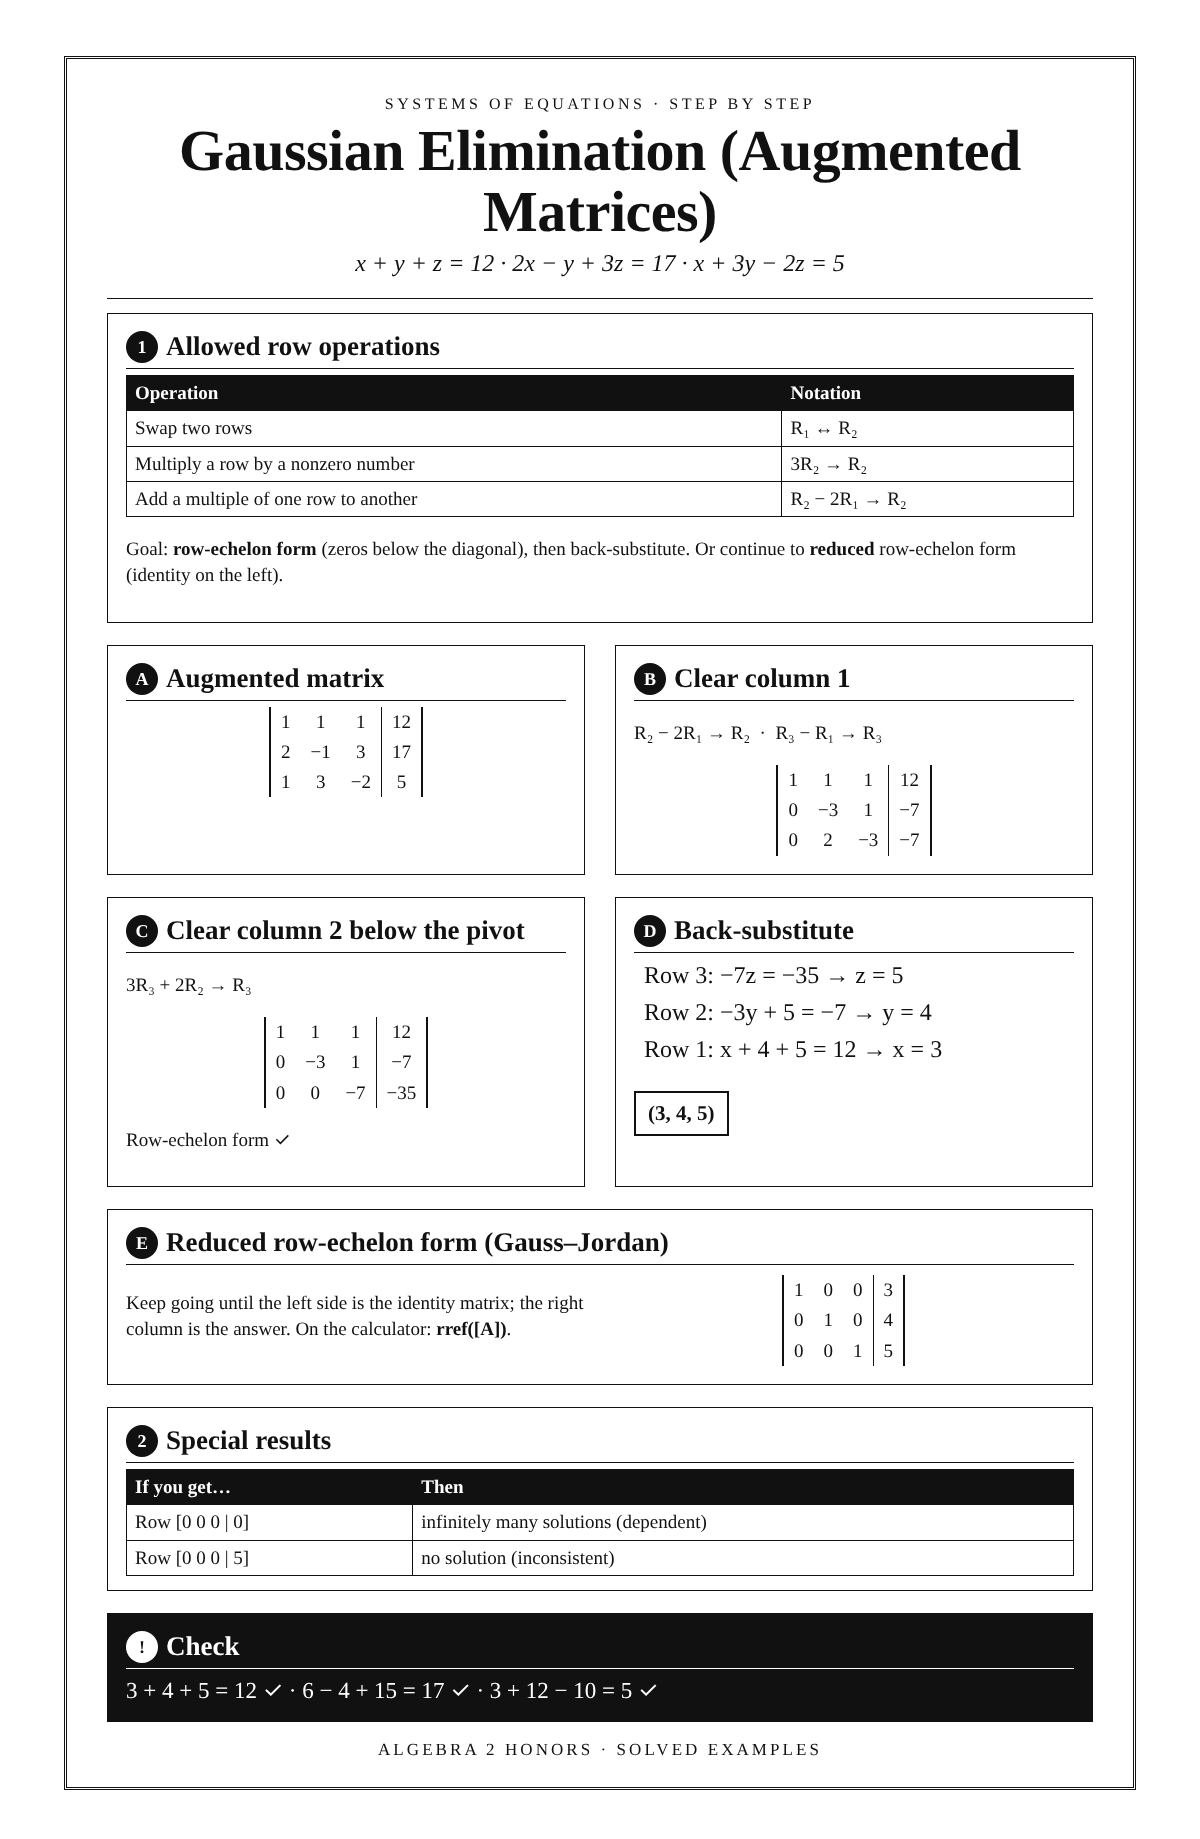 SYSTEMS OF EQUATIONS · STEP BY STEP
Gaussian Elimination (Augmented
Matrices)
x + y + z = 12 · 2x − y + 3z = 17 · x + 3y − 2z = 5
1 Allowed row operations
Operation Notation
Swap two rows R₁ ↔ R₂
Multiply a row by a nonzero number 3R₂ → R₂
Add a multiple of one row to another R₂ − 2R₁ → R₂
Goal: row-echelon form (zeros below the diagonal), then back-substitute. Or continue to reduced row-echelon form
(identity on the left).
A Augmented matrix
1 1 1 12
2 −1 3 17
1 3 −2 5
B Clear column 1
R₂ − 2R₁ → R₂ · R₃ − R₁ → R₃
1 1 1 12
0 −3 1 −7
0 2 −3 −7
C Clear column 2 below the pivot
3R₃ + 2R₂ → R₃
1 1 1 12
0 −3 1 −7
0 0 −7 −35
Row-echelon form ✓
D Back-substitute
Row 3: −7z = −35 → z = 5
Row 2: −3y + 5 = −7 → y = 4
Row 1: x + 4 + 5 = 12 → x = 3
(3, 4, 5)
E Reduced row-echelon form (Gauss–Jordan)
Keep going until the left side is the identity matrix; the right
column is the answer. On the calculator: rref([A]).
1 0 0 3
0 1 0 4
0 0 1 5
2 Special results
If you get… Then
Row [0 0 0 | 0] infinitely many solutions (dependent)
Row [0 0 0 | 5] no solution (inconsistent)
! Check
3 + 4 + 5 = 12 ✓ · 6 − 4 + 15 = 17 ✓ · 3 + 12 − 10 = 5 ✓
ALGEBRA 2 HONORS · SOLVED EXAMPLES